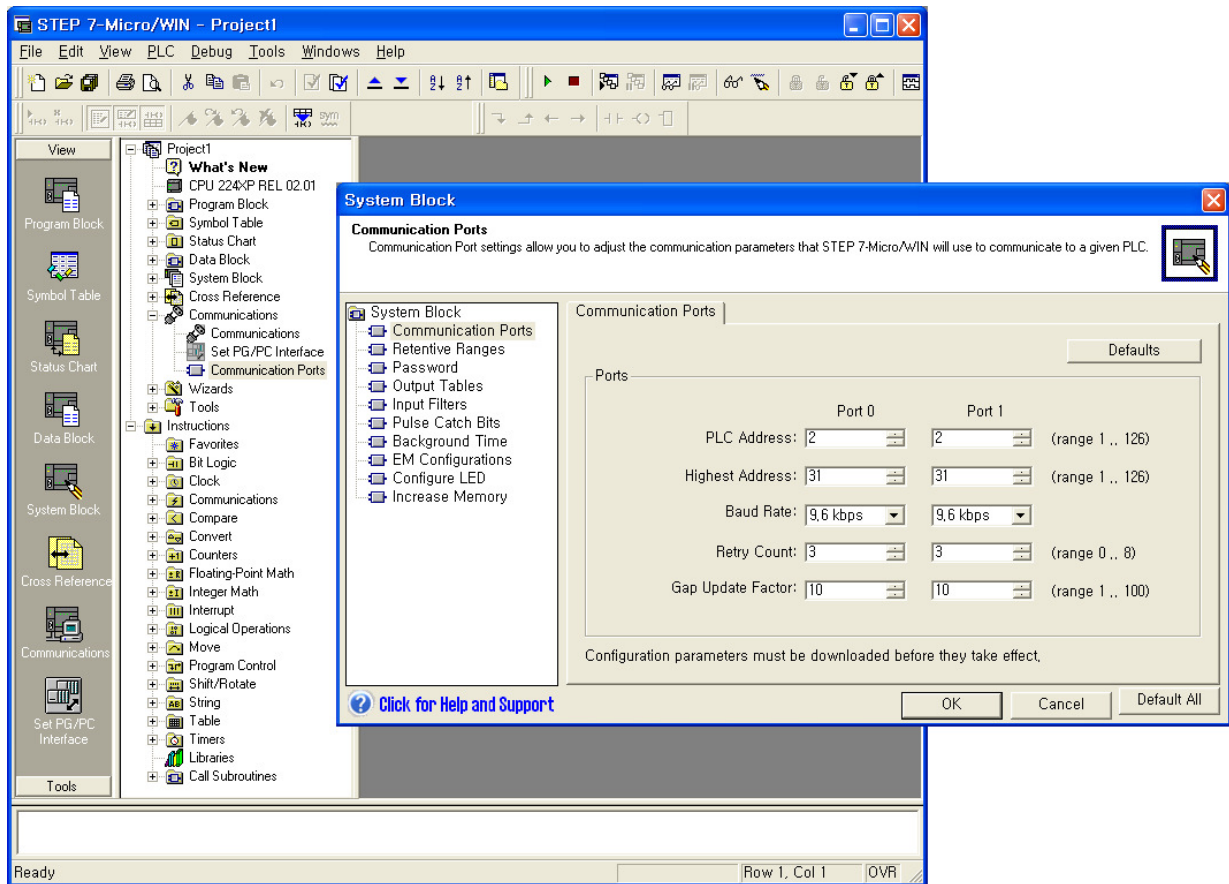 STEP 7-Micro/WIN - Project1
File Edit View PLC Debug Tools Windows Help
View
Program Block
Symbol Table
Status Chart
Data Block
System Block
Cross Reference
Communications
Set PG/PC
Interface
Tools
Project1
What's New
CPU 224XP REL 02.01
Program Block
Symbol Table
Status Chart
Data Block
System Block
Cross Reference
Communications
Communications
Set PG/PC Interface
Communication Ports
Wizards
Tools
Instructions
Favorites
Bit Logic
Clock
Communications
Compare
Convert
Counters
Floating-Point Math
Integer Math
Interrupt
Logical Operations
Move
Program Control
Shift/Rotate
String
Table
Timers
Libraries
Call Subroutines
System Block
Communication Ports
Communication Port settings allow you to adjust the communication parameters that STEP 7-Micro/WIN will use to communicate to a given PLC.
System Block
Communication Ports
Retentive Ranges
Password
Output Tables
Input Filters
Pulse Catch Bits
Background Time
EM Configurations
Configure LED
Increase Memory
Communication Ports
Defaults
Ports
Port 0 Port 1
PLC Address: 2 2 (range 1 .. 126)
Highest Address: 31 31 (range 1 .. 126)
Baud Rate: 9,6 kbps 9,6 kbps
Retry Count: 3 3 (range 0 .. 8)
Gap Update Factor: 10 10 (range 1 .. 100)
Configuration parameters must be downloaded before they take effect.
Click for Help and Support
OK Cancel Default All
Ready Row 1, Col 1 OVR